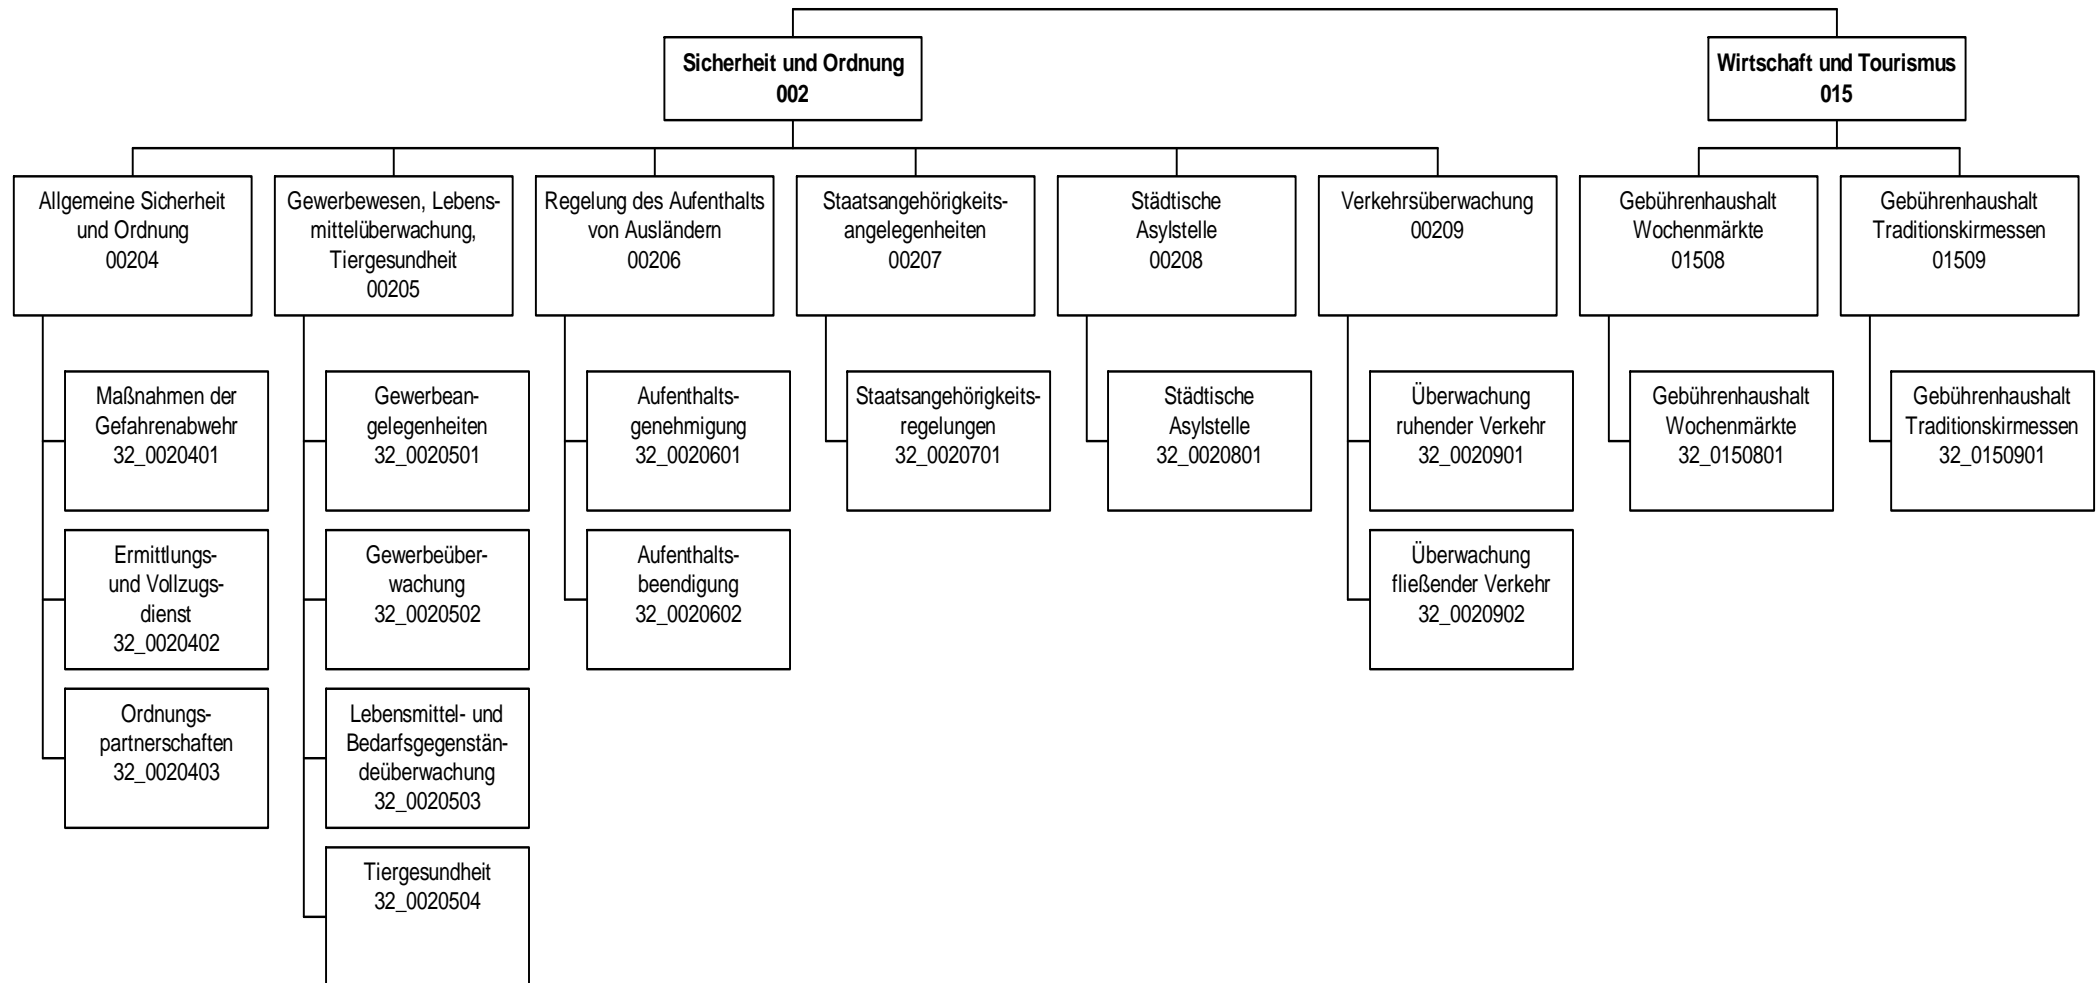 Sicherheit und Ordnung
002
Wirtschaft und Tourismus
015
Allgemeine Sicherheit
und Ordnung
00204
Gewerbewesen, Lebens-
mittelüberwachung,
Tiergesundheit
00205
Regelung des Aufenthalts
von Ausländern
00206
Staatsangehörigkeits-
angelegenheiten
00207
Städtische
Asylstelle
00208
Verkehrsüberwachung
00209
Gebührenhaushalt
Wochenmärkte
01508
Gebührenhaushalt
Traditionskirmessen
01509
Maßnahmen der
Gefahrenabwehr
32_0020401
Gewerbean-
gelegenheiten
32_0020501
Aufenthalts-
genehmigung
32_0020601
Staatsangehörigkeits-
regelungen
32_0020701
Städtische
Asylstelle
32_0020801
Überwachung
ruhender Verkehr
32_0020901
Gebührenhaushalt
Wochenmärkte
32_0150801
Gebührenhaushalt
Traditionskirmessen
32_0150901
Ermittlungs-
und Vollzugs-
dienst
32_0020402
Gewerbeüber-
wachung
32_0020502
Aufenthalts-
beendigung
32_0020602
Überwachung
fließender Verkehr
32_0020902
Ordnungs-
partnerschaften
32_0020403
Lebensmittel- und
Bedarfsgegenstän-
deüberwachung
32_0020503
Tiergesundheit
32_0020504